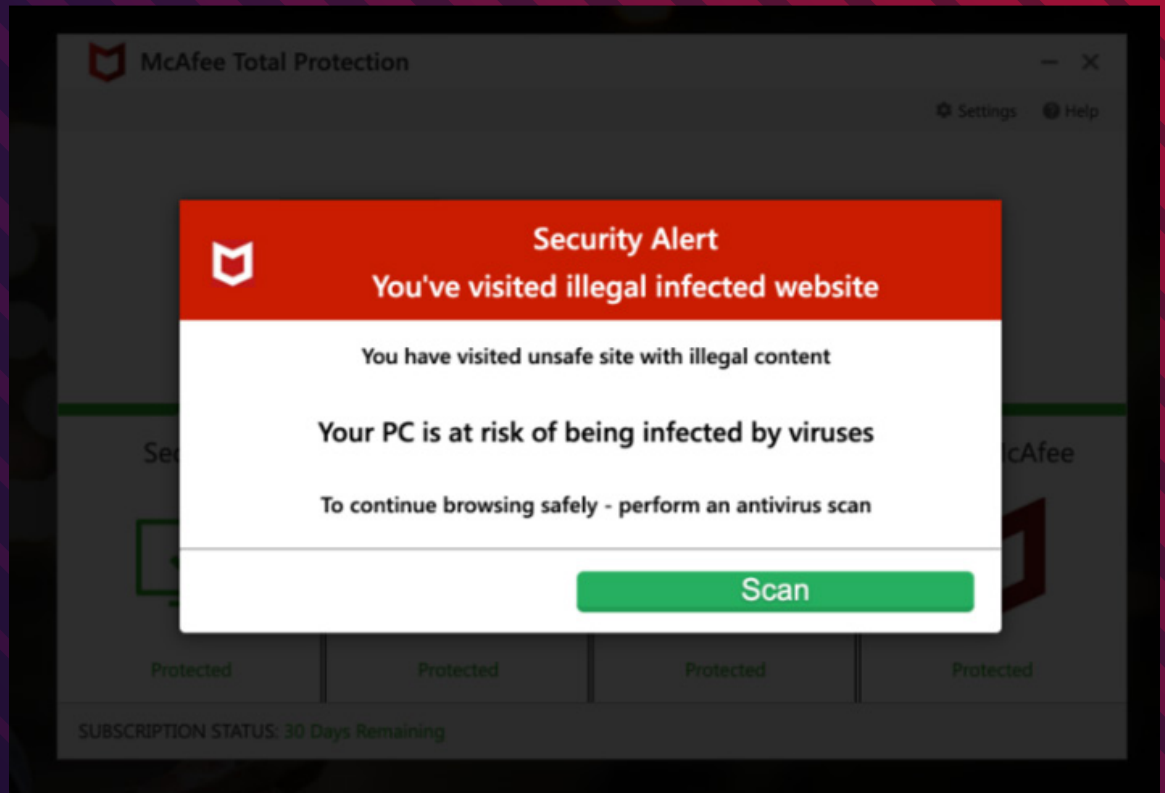 McAfee Total Protection
Settings Help
Security Alert
You've visited illegal infected website
You have visited unsafe site with illegal content
Your PC is at risk of being infected by viruses
To continue browsing safely - perform an antivirus scan
Scan
Sec
cAfee
Protected Protected Protected Protected
SUBSCRIPTION STATUS: 30 Days Remaining